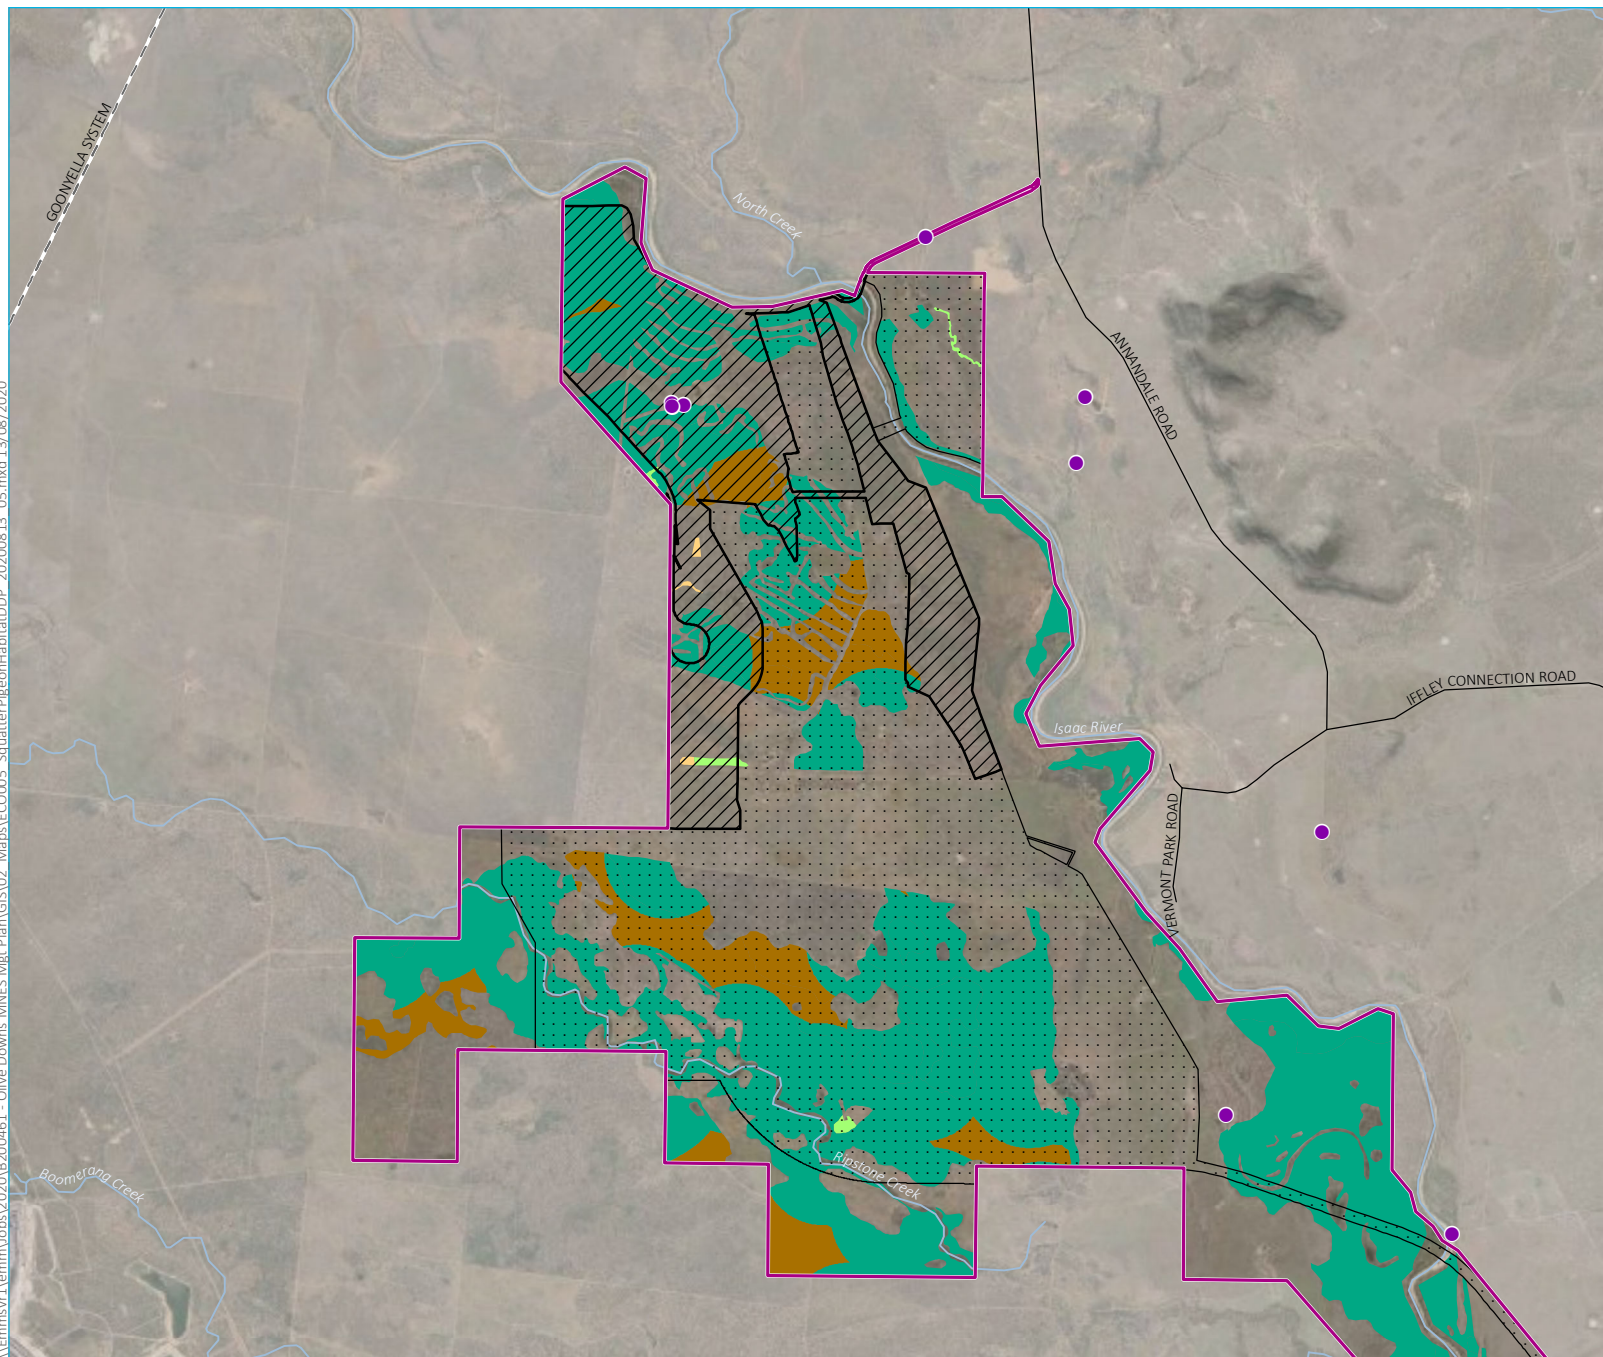 GOONYELLA SYSTEM
North Creek
ANNANDALE ROAD
IFFLEY CONNECTION ROAD
Isaac River
VERMONT PARK ROAD
Ripstone Creek
Boomerang Creek